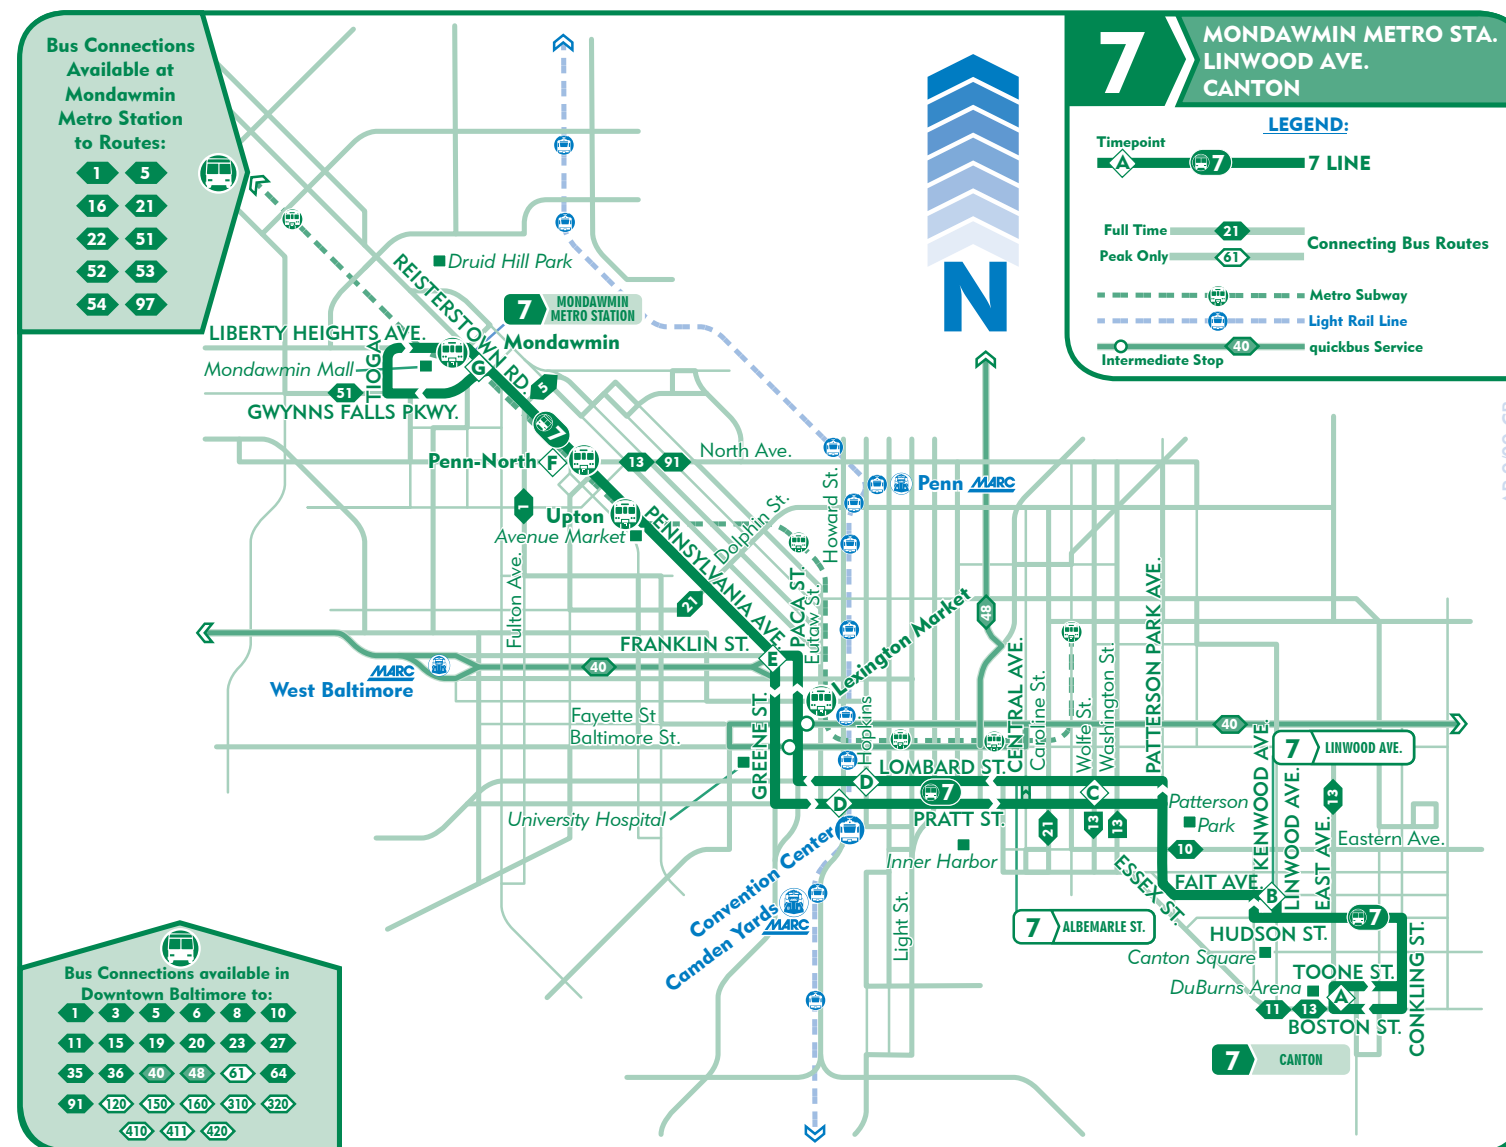 Bus Connections
Available at
Mondawmin
Metro Station
to Routes:
1 5
16 21
22 51
52 53
54 97
7
MONDAWMIN METRO STA.
LINWOOD AVE.
CANTON
LEGEND:
Timepoint
A 7 7 LINE
Full Time 21
Peak Only 61
Connecting Bus Routes
Metro Subway
Light Rail Line
40 quickbus Service
Intermediate Stop
N
Druid Hill Park
REISTERSTOWN RD.
7 MONDAWMIN
METRO STATION
Mondawmin
LIBERTY HEIGHTS AVE.
TIOGA
Mondawmin Mall
G
5
51
GWYNNS FALLS PKWY.
7
Penn-North
F
13 91
North Ave.
Howard St.
Penn MARC
1
Upton
Avenue Market
PENNSYLVANIA AVE.
Dolphin St.
Fulton Ave.
21
PACA ST.
Eutaw St.
Lexington Market
48
FRANKLIN ST.
E
MARC
West Baltimore
40
Fayette St
Baltimore St.
GREENE ST.
Hopkins
CENTRAL AVE.
Caroline St.
Wolfe St.
Washington St.
PATTERSON PARK AVE.
40
KENWOOD AVE.
7 LINWOOD AVE.
LINWOOD AVE.
LOMBARD ST.
D
7
C
D
PRATT ST.
University Hospital
Convention Center
Inner Harbor
21
13
13
Patterson
Park
10
13
EAST AVE.
Eastern Ave.
ESSEX ST.
FAIT AVE.
B
Camden Yards
MARC
Light St.
7 ALBEMARLE ST.
7
HUDSON ST.
Canton Square
CONKLING ST.
TOONE ST.
DuBurns Arena
A
11 13
BOSTON ST.
7 CANTON
Bus Connections available in
Downtown Baltimore to:
1 3 5 6 8 10
11 15 19 20 23 27
35 36 40 48 61 64
91 120 150 160 310 320
410 411 420